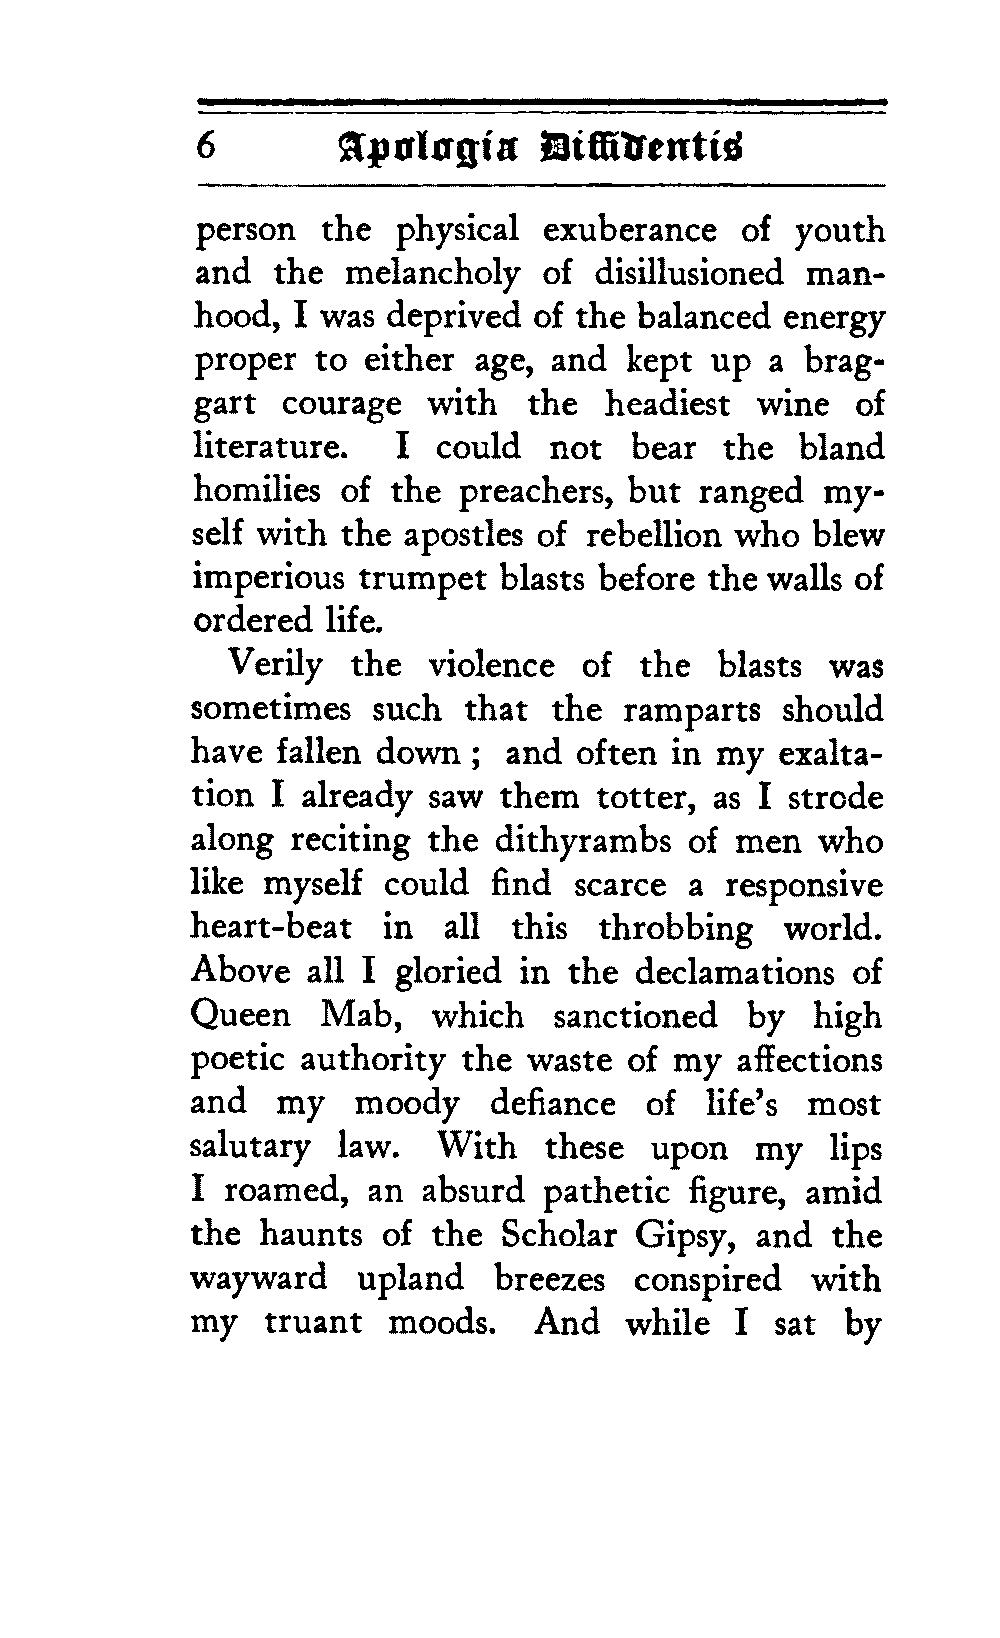 6 Apologia Diffidentis
person the physical exuberance of youth
and the melancholy of disillusioned man-
hood, I was deprived of the balanced energy
proper to either age, and kept up a brag-
gart courage with the headiest wine of
literature. I could not bear the bland
homilies of the preachers, but ranged my-
self with the apostles of rebellion who blew
imperious trumpet blasts before the walls of
ordered life.
Verily the violence of the blasts was
sometimes such that the ramparts should
have fallen down ; and often in my exalta-
tion I already saw them totter, as I strode
along reciting the dithyrambs of men who
like myself could find scarce a responsive
heart-beat in all this throbbing world.
Above all I gloried in the declamations of
Queen Mab, which sanctioned by high
poetic authority the waste of my affections
and my moody defiance of life's most
salutary law. With these upon my lips
I roamed, an absurd pathetic figure, amid
the haunts of the Scholar Gipsy, and the
wayward upland breezes conspired with
my truant moods. And while I sat by